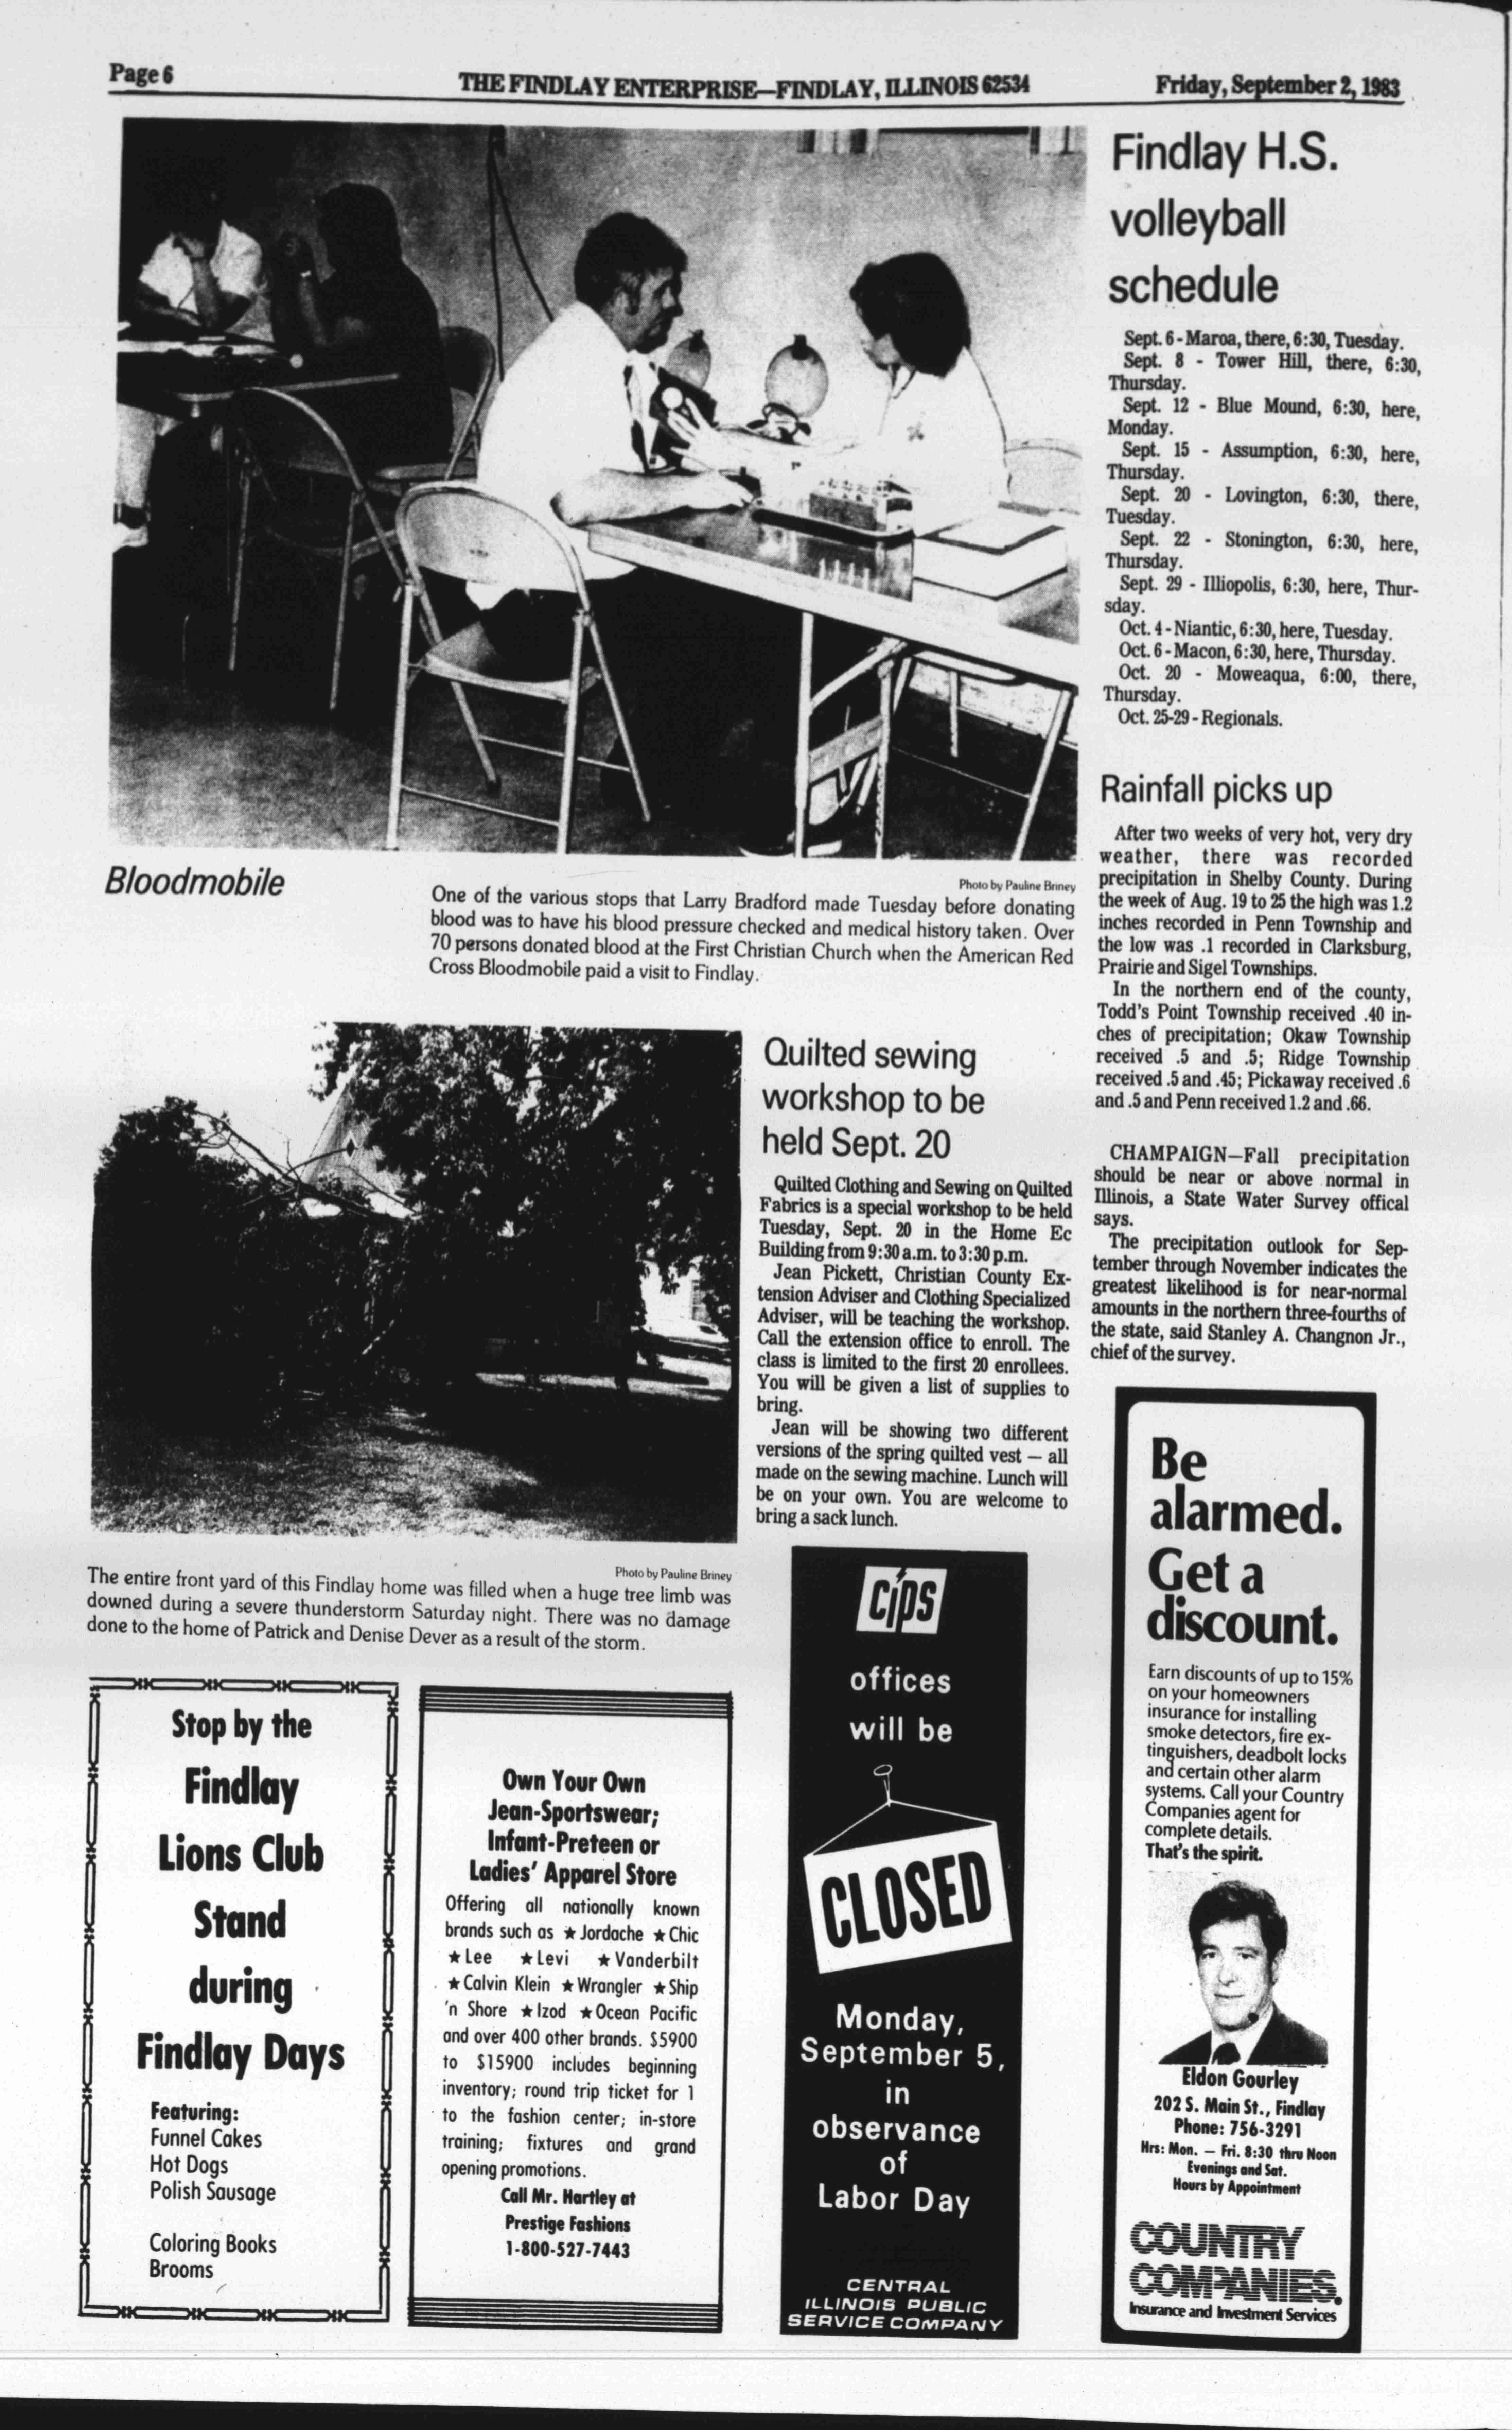 Page 6
THE FINDLAY ENTERPRISE—FINDLAY, ILLINOIS 62534
Friday, September 2, 1983
Bloodmobile
Photo by Pauline Briney
One of the various stops that Larry Bradford made Tuesday before donating
blood was to have his blood pressure checked and medical history taken. Over
70 persons donated blood at the First Christian Church when the American Red
Cross Bloodmobile paid a visit to Findlay.
Findlay H.S.
volleyball
schedule
Sept. 6 - Maroa, there, 6:30, Tuesday.
Sept. 8 - Tower Hill, there, 6:30,
Thursday.
Sept. 12 - Blue Mound, 6:30, here,
Monday.
Sept. 15 - Assumption, 6:30, here,
Thursday.
Sept. 20 - Lovington, 6:30, there,
Tuesday.
Sept. 22 - Stonington, 6:30, here,
Thursday.
Sept. 29 - Illiopolis, 6:30, here, Thur-
sday.
Oct. 4 - Niantic, 6:30, here, Tuesday.
Oct. 6 - Macon, 6:30, here, Thursday.
Oct. 20 - Moweaqua, 6:00, there,
Thursday.
Oct. 25-29 - Regionals.
Rainfall picks up
After two weeks of very hot, very dry
weather, there was recorded
precipitation in Shelby County. During
the week of Aug. 19 to 25 the high was 1.2
inches recorded in Penn Township and
the low was .1 recorded in Clarksburg,
Prairie and Sigel Townships.
In the northern end of the county,
Todd's Point Township received .40 in-
ches of precipitation; Okaw Township
received .5 and .5; Ridge Township
received .5 and .45; Pickaway received .6
and .5 and Penn received 1.2 and .66.
CHAMPAIGN—Fall precipitation
should be near or above normal in
Illinois, a State Water Survey offical
says.
The precipitation outlook for Sep-
tember through November indicates the
greatest likelihood is for near-normal
amounts in the northern three-fourths of
the state, said Stanley A. Changnon Jr.,
chief of the survey.
Quilted sewing
workshop to be
held Sept. 20
Quilted Clothing and Sewing on Quilted
Fabrics is a special workshop to be held
Tuesday, Sept. 20 in the Home Ec
Building from 9:30 a.m. to 3:30 p.m.
Jean Pickett, Christian County Ex-
tension Adviser and Clothing Specialized
Adviser, will be teaching the workshop.
Call the extension office to enroll. The
class is limited to the first 20 enrollees.
You will be given a list of supplies to
bring.
Jean will be showing two different
versions of the spring quilted vest — all
made on the sewing machine. Lunch will
be on your own. You are welcome to
bring a sack lunch.
Photo by Pauline Briney
The entire front yard of this Findlay home was filled when a huge tree limb was
downed during a severe thunderstorm Saturday night. There was no damage
done to the home of Patrick and Denise Dever as a result of the storm.
Stop by the
Findlay
Lions Club
Stand
during
Findlay Days
Featuring:
Funnel Cakes
Hot Dogs
Polish Sausage
Coloring Books
Brooms
Own Your Own
Jean-Sportswear;
Infant-Preteen or
Ladies' Apparel Store
Offering all nationally known
brands such as ★ Jordache ★ Chic
★ Lee ★ Levi ★ Vanderbilt
★ Calvin Klein ★ Wrangler ★ Ship
'n Shore ★ Izod ★ Ocean Pacific
and over 400 other brands. $5900
to $15900 includes beginning
inventory; round trip ticket for 1
to the fashion center; in-store
training; fixtures and grand
opening promotions.
Call Mr. Hartley at
Prestige Fashions
1-800-527-7443
cips
offices
will be
CLOSED
Monday,
September 5,
in
observance
of
Labor Day
CENTRAL
ILLINOIS PUBLIC
SERVICE COMPANY
Be
alarmed.
Get a
discount.
Earn discounts of up to 15%
on your homeowners
insurance for installing
smoke detectors, fire ex-
tinguishers, deadbolt locks
and certain other alarm
systems. Call your Country
Companies agent for
complete details.
That's the spirit.
Eldon Gourley
202 S. Main St., Findlay
Phone: 756-3291
Hrs: Mon. — Fri. 8:30 thru Noon
Evenings and Sat.
Hours by Appointment
COUNTRY
COMPANIES.
Insurance and Investment Services